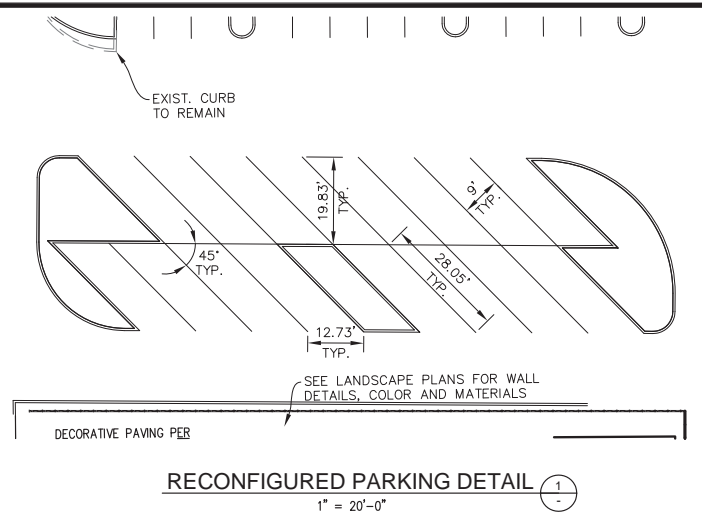 EXIST. CURB
TO REMAIN
19.83'
TYP.
9'
TYP.
45°
TYP.
28.05'
TYP.
12.73'
TYP.
SEE LANDSCAPE PLANS FOR WALL
DETAILS, COLOR AND MATERIALS
DECORATIVE PAVING PER
RECONFIGURED PARKING DETAIL
1
-
1" = 20'-0"